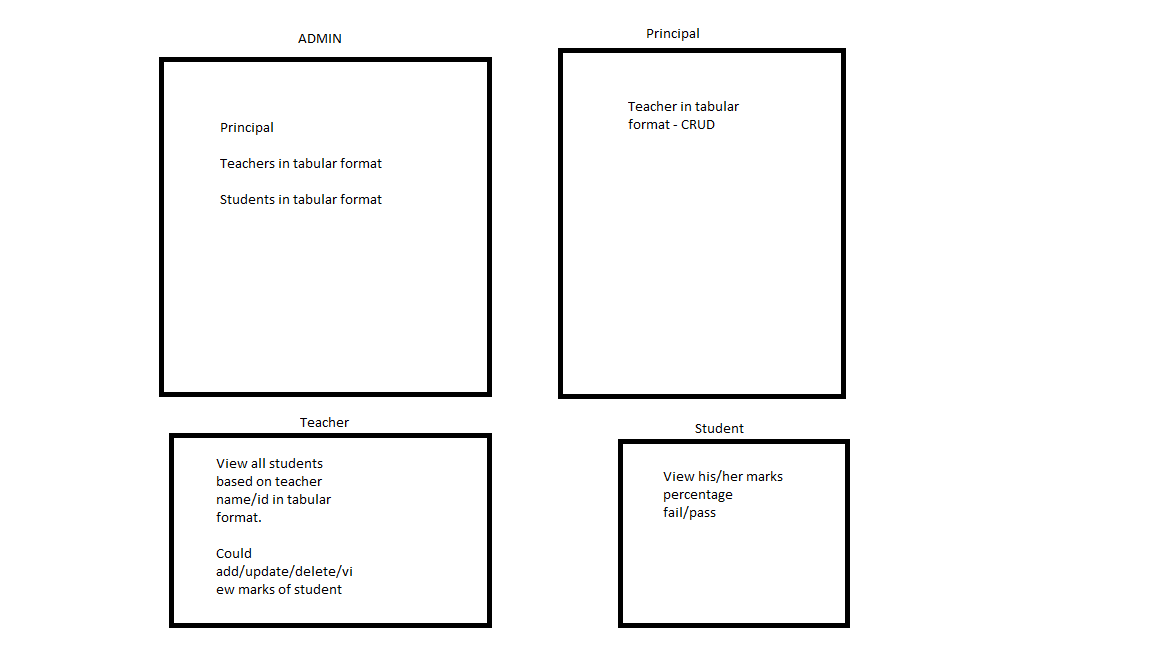 ADMIN
Principal
Teachers in tabular format
Students in tabular format
Principal
Teacher in tabular
format - CRUD
Teacher
View all students
based on teacher
name/id in tabular
format.
Could
add/update/delete/vi
ew marks of student
Student
View his/her marks
percentage
fail/pass